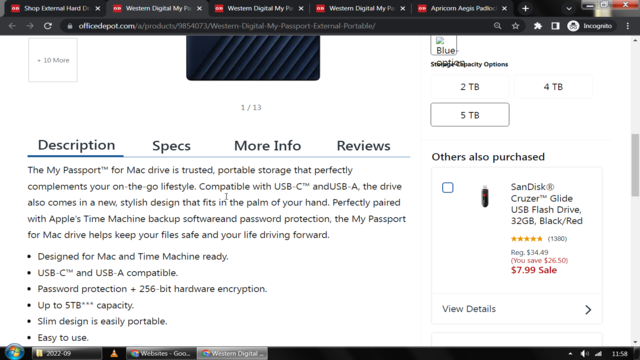 Shop External Hard D
Western Digital My Pa
Western Digital My Pa
Western Digital My Pa
Apricorn Aegis Padloc
officedepot.com/a/products/9854073/Western-Digital-My-Passport-External-Portable/
Incognito
+ 10 More
1 / 13
Blue-
option
Storage Capacity Options
2 TB
4 TB
5 TB
Description
Specs
More Info
Reviews
The My Passport™ for Mac drive is trusted, portable storage that perfectly
complements your on-the-go lifestyle. Compatible with USB-C™ andUSB-A, the drive
also comes in a new, stylish design that fits in the palm of your hand. Perfectly paired
with Apple's Time Machine backup softwareand password protection, the My Passport
for Mac drive helps keep your files safe and your life driving forward.
• Designed for Mac and Time Machine ready.
• USB-C™ and USB-A compatible.
• Password protection + 256-bit hardware encryption.
• Up to 5TB*** capacity.
• Slim design is easily portable.
• Easy to use.
Others also purchased
SanDisk®
Cruzer™ Glide
USB Flash Drive,
32GB, Black/Red
(1380)
Reg. $34.49
(You save $26.50)
$7.99 Sale
View Details
2022-09
Websites - Goo...
Western Digital ...
11:58